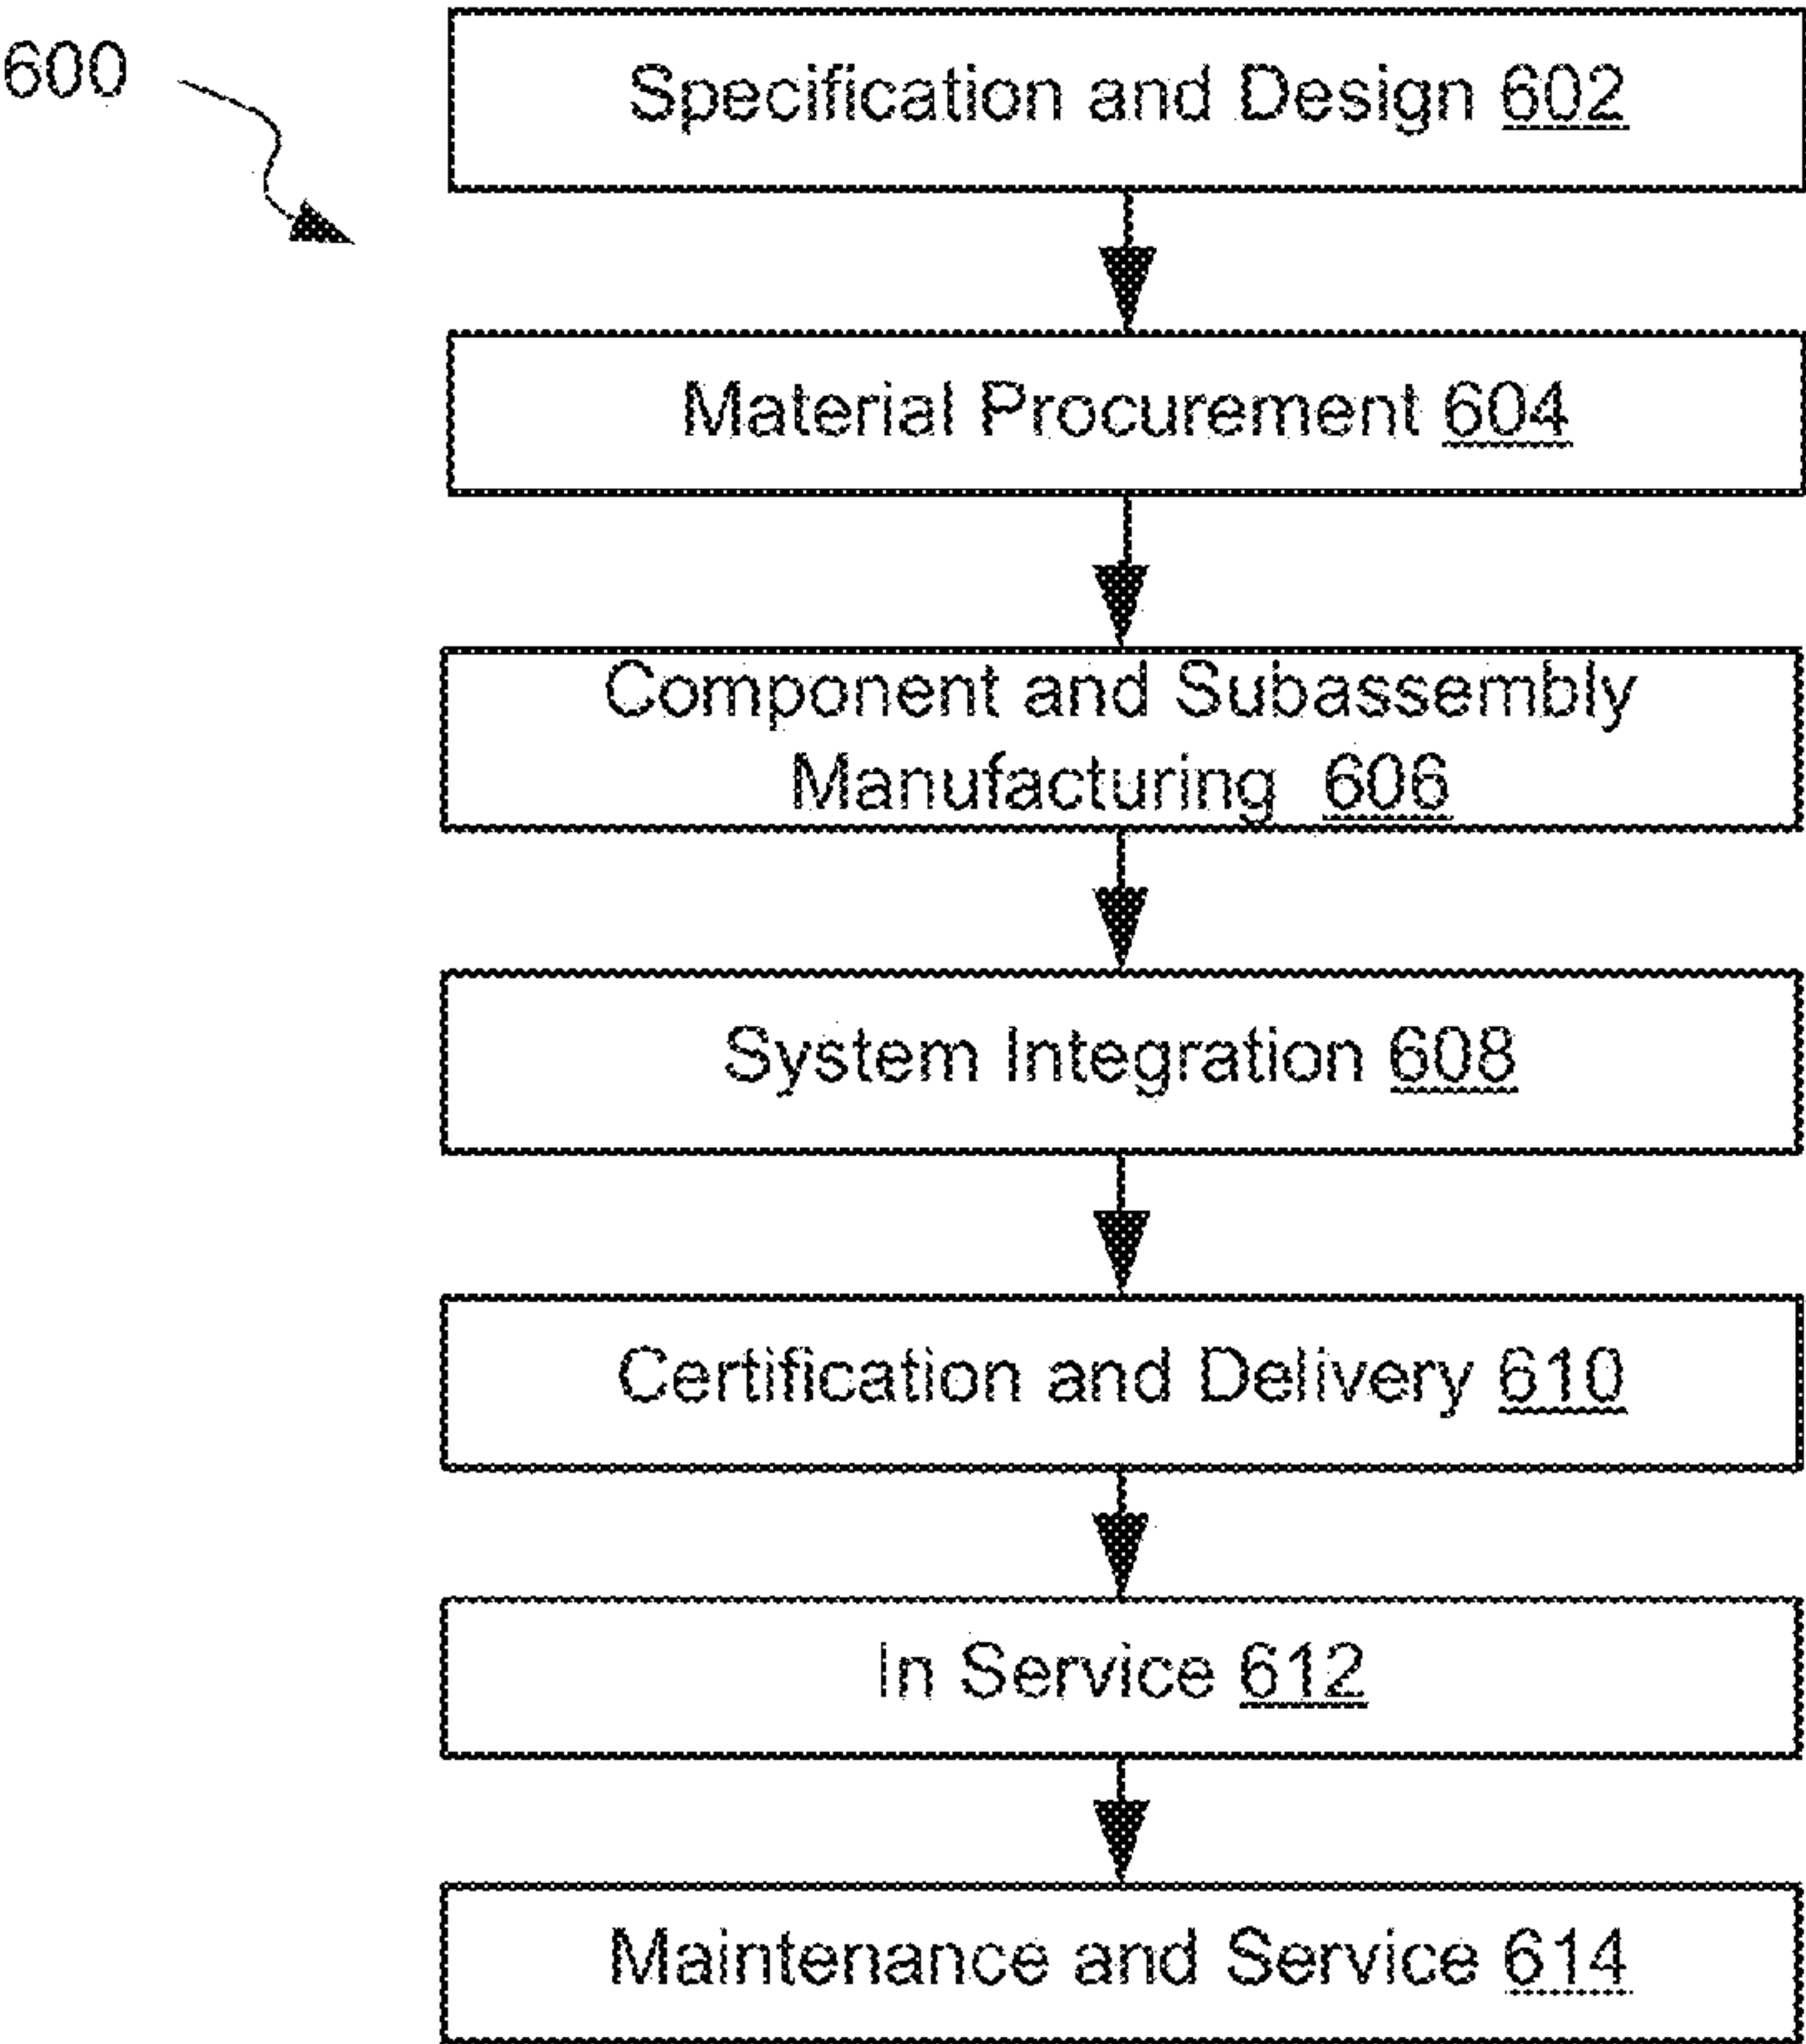 600
Specification and Design 602
Material Procurement 604
Component and Subassembly
Manufacturing 606
System Integration 608
Certification and Delivery 610
In Service 612
Maintenance and Service 614